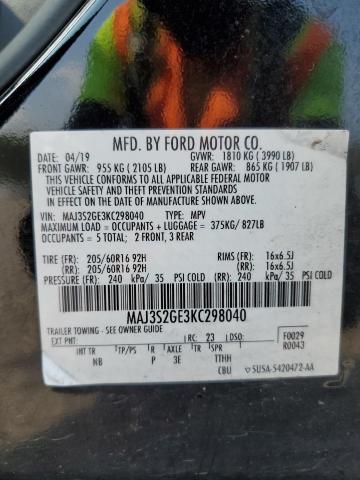 MFD. BY FORD MOTOR CO.
DATE: 04/19 GVWR: 1810 KG ( 3990 LB)
FRONT GAWR: 955 KG ( 2105 LB) REAR GAWR: 865 KG ( 1907 LB)
THIS VEHICLE CONFORMS TO ALL APPLICABLE FEDERAL MOTOR
VEHICLE SAFETY AND THEFT PREVENTION STANDARDS
IN EFFECT ON THE DATE OF MANUFACTURE SHOWN ABOVE.
VIN: MAJ3S2GE3KC298040 TYPE: MPV
MAXIMUM LOAD = OCCUPANTS + LUGGAGE = 375KG/ 827LB
OCCUPANTS = 5 TOTAL; 2 FRONT, 3 REAR
TIRE (FR): 205/60R16 92H RIMS (FR): 16x6.5J
(RR): 205/60R16 92H (RR): 16x6.5J
PRESSURE (FR): 240 kPa/ 35 PSI COLD (RR): 240 kPa/ 35 PSI COLD
MAJ3S2GE3KC298040
TRAILER TOWING - SEE OWNER MANUAL
EXT PNT: RC: 23 DSO: F0029
R0043
INT TR TP/PS R AXLE TR SPR
NB P 3E TTHH
CBU ▽ SU5A-5420472-AA